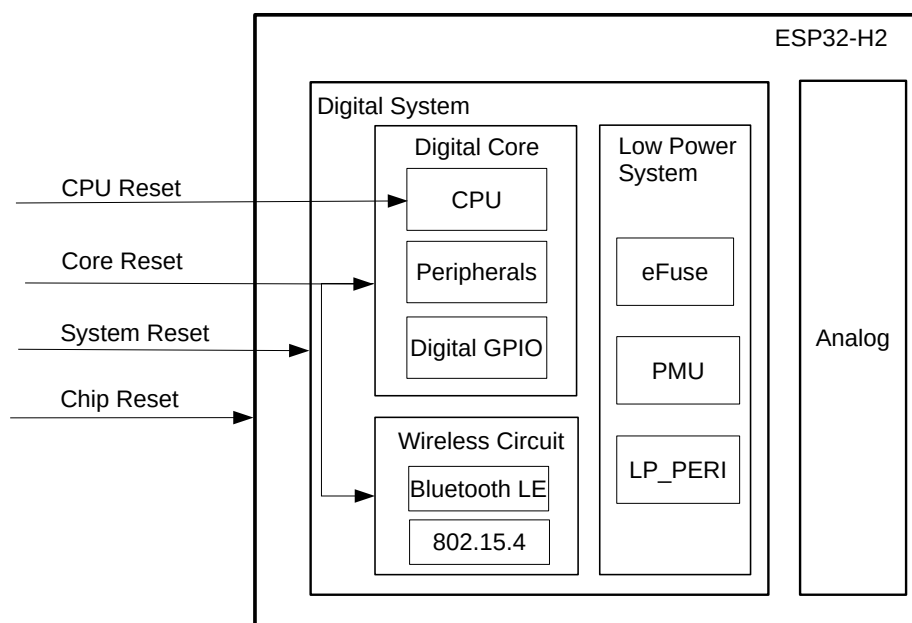 ESP32-H2
Digital System
Digital Core
Low Power
System
CPU Reset
CPU
Core Reset
Peripherals
eFuse
System Reset
Digital GPIO
Analog
PMU
Chip Reset
Wireless Circuit
Bluetooth LE
LP_PERI
802.15.4